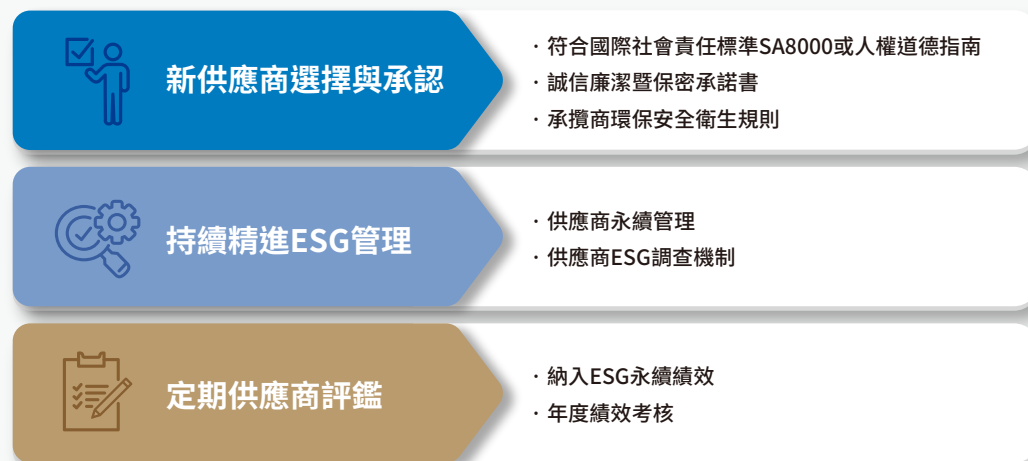 新供應商選擇與承認
· 符合國際社會責任標準SA8000或人權道德指南
· 誠信廉潔暨保密承諾書
· 承攬商環保安全衛生規則
持續精進ESG管理
· 供應商永續管理
· 供應商ESG調查機制
定期供應商評鑑
· 納入ESG永續績效
· 年度績效考核